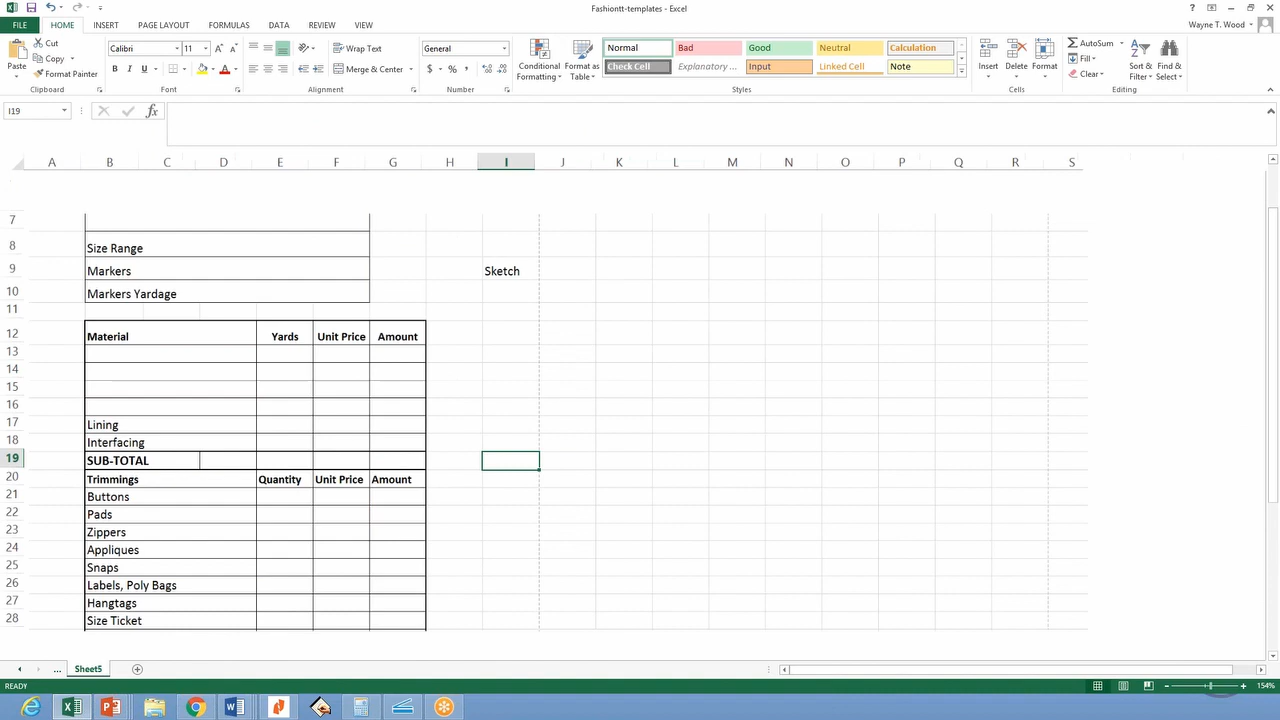 Fashiontt-templates - Excel
FILE HOME INSERT PAGE LAYOUT FORMULAS DATA REVIEW VIEW Wayne T. Wood
Paste Cut Copy Format Painter Clipboard
Calibri 11 B I U A A A Font
Wrap Text Merge & Center Alignment
General $ % , Number
Conditional Formatting Format as Table
Normal Bad Good Neutral Calculation
Check Cell Explanatory ... Input Linked Cell Note
Styles
Insert Delete Format Cells
AutoSum Fill Clear Sort & Filter Find & Select Editing
I19 fx
A B C D E F G H I J K L M N O P Q R S
7
8 Size Range
9 Markers Sketch
10 Markers Yardage
11
12 Material Yards Unit Price Amount
13
14
15
16
17 Lining
18 Interfacing
19 SUB-TOTAL
20 Trimmings Quantity Unit Price Amount
21 Buttons
22 Pads
23 Zippers
24 Appliques
25 Snaps
26 Labels, Poly Bags
27 Hangtags
28 Size Ticket
... Sheet5
READY 154%